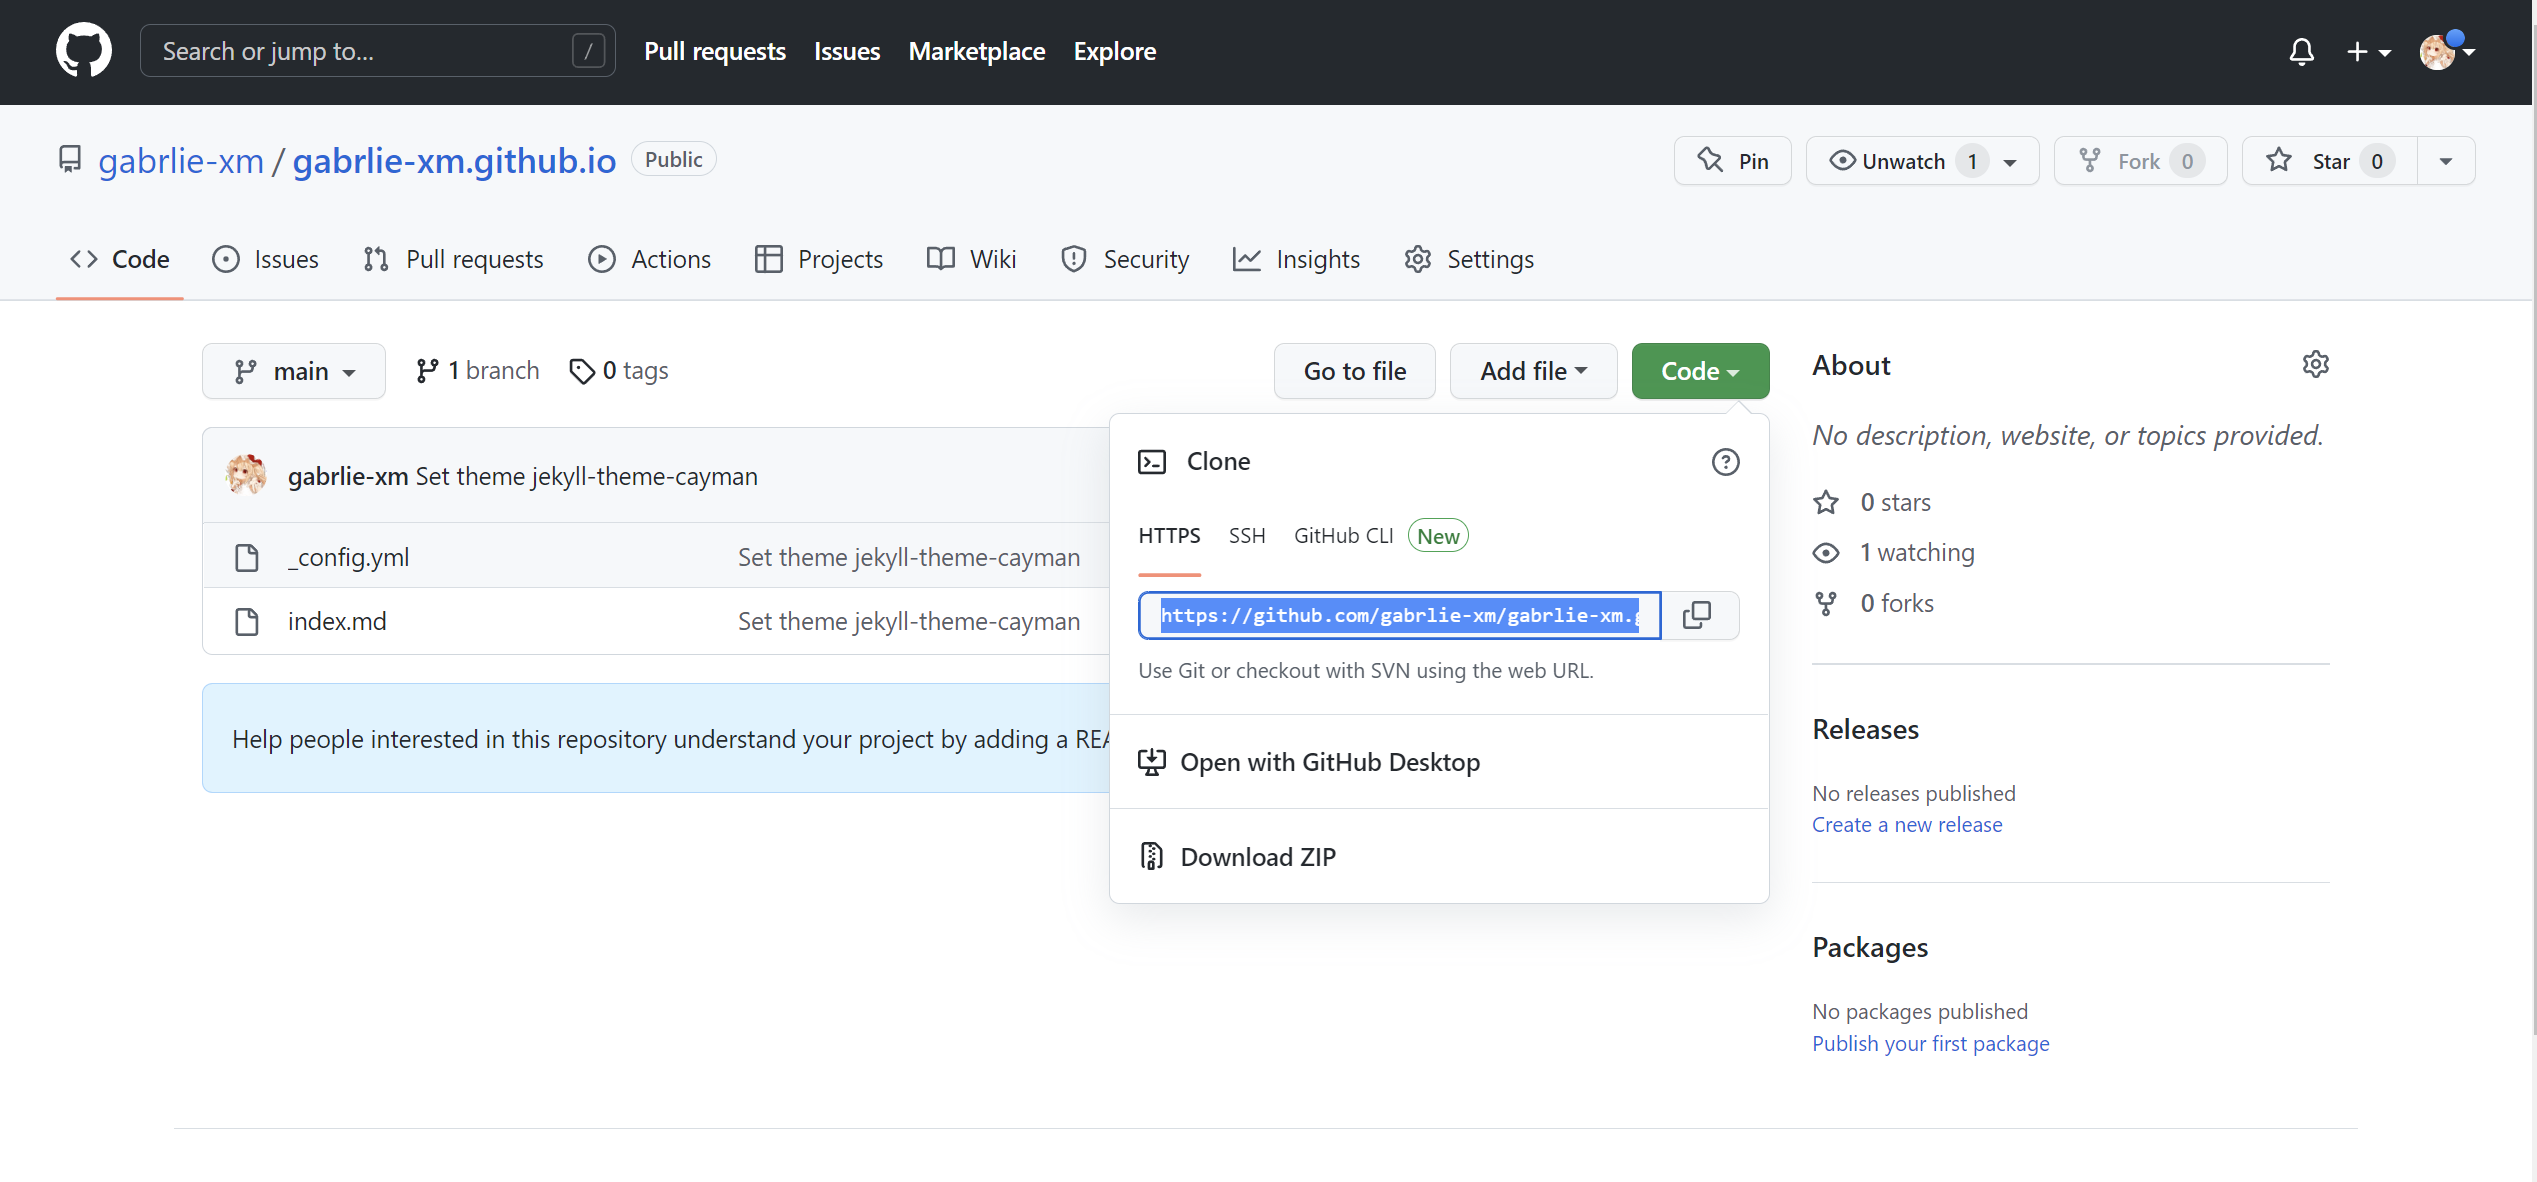 Search or jump to... / Pull requests Issues Marketplace Explore
gabrlie-xm / gabrlie-xm.github.io Public Pin Unwatch 1 Fork 0 Star 0
Code Issues Pull requests Actions Projects Wiki Security Insights Settings
main 1 branch 0 tags Go to file Add file Code
gabrlie-xm Set theme jekyll-theme-cayman
_config.yml Set theme jekyll-theme-cayman
index.md Set theme jekyll-theme-cayman
Help people interested in this repository understand your project by adding a REA
Clone
HTTPS SSH GitHub CLI New
https://github.com/gabrlie-xm/gabrlie-xm.g
Use Git or checkout with SVN using the web URL.
Open with GitHub Desktop
Download ZIP
About
No description, website, or topics provided.
0 stars
1 watching
0 forks
Releases
No releases published
Create a new release
Packages
No packages published
Publish your first package